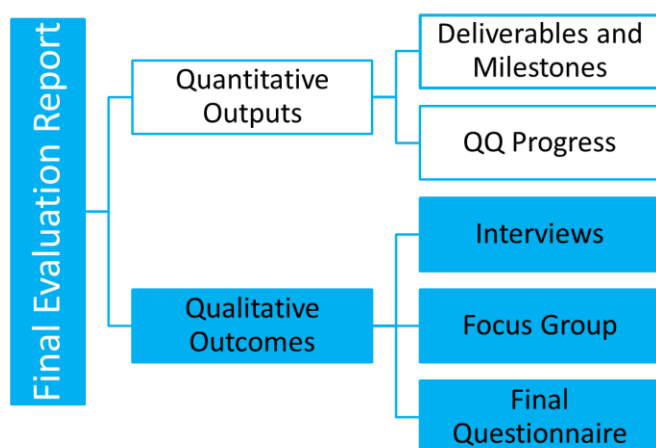 Final Evaluation Report
Quantitative
Outputs
Deliverables and
Milestones
QQ Progress
Qualitative
Outcomes
Interviews
Focus Group
Final
Questionnaire